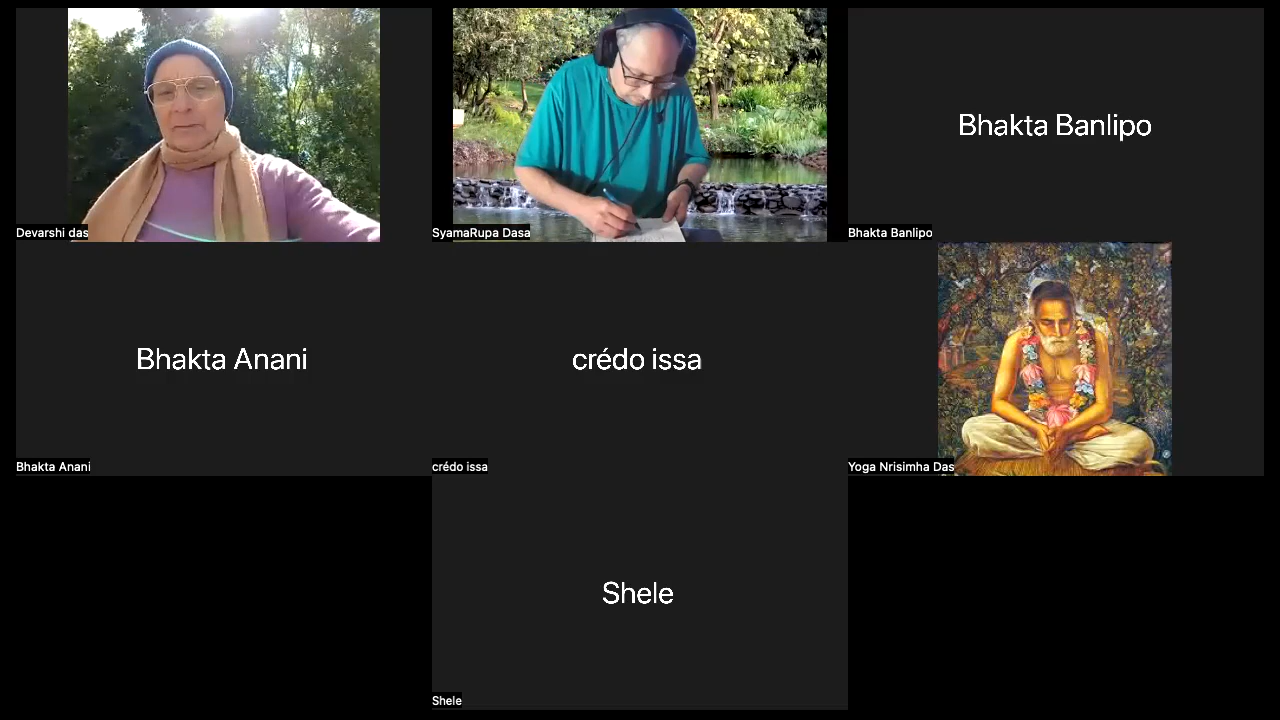 Devarshi das
SyamaRupa Dasa
Bhakta Banlipo
Bhakta Banlipo
Bhakta Anani
Bhakta Anani
crédo issa
crédo issa
Yoga Nrisimha Das
Shele
Shele